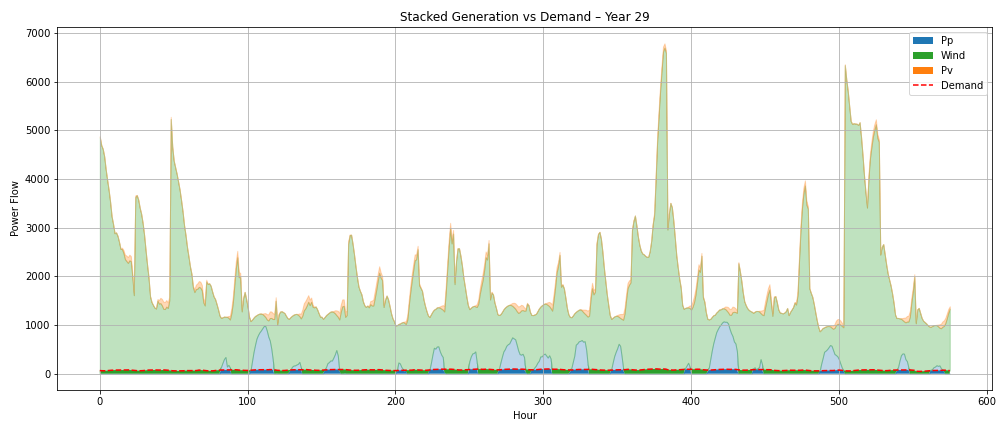 Stacked Generation vs Demand – Year 29
Power Flow
7000
6000
5000
4000
3000
2000
1000
0
Pp
Wind
Pv
Demand
0
100
200
300
400
500
600
Hour